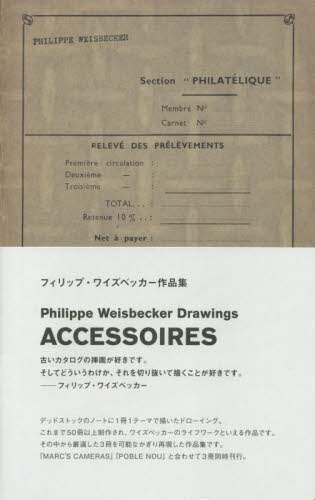 PHILIPPE WEISBECKER
Section " PHILATÉLIQUE "
Membre Nº
Carnet Nº
RELEVÉ DES PRÉLÈVEMENTS
Première circulation :
Deuxième — :
Troisième — :
TOTAL. . . :
Retenue 10 %. . :
Net à payer :
フィリップ・ワイズベッカー作品集
Philippe Weisbecker Drawings
ACCESSOIRES
古いカタログの挿画が好きです。
そしてどういうわけか、それを切り抜いて描くことが好きです。
——フィリップ・ワイズベッカー
デッドストックのノートに1冊1テーマで描いたドローイング。
これまで50冊以上制作され、ワイズベッカーのライフワークといえる作品です。
その中から厳選した3冊を可能なかぎり再現した作品集です。
「MARC'S CAMERAS」「POBLE NOU」と合わせて3冊同時刊行。